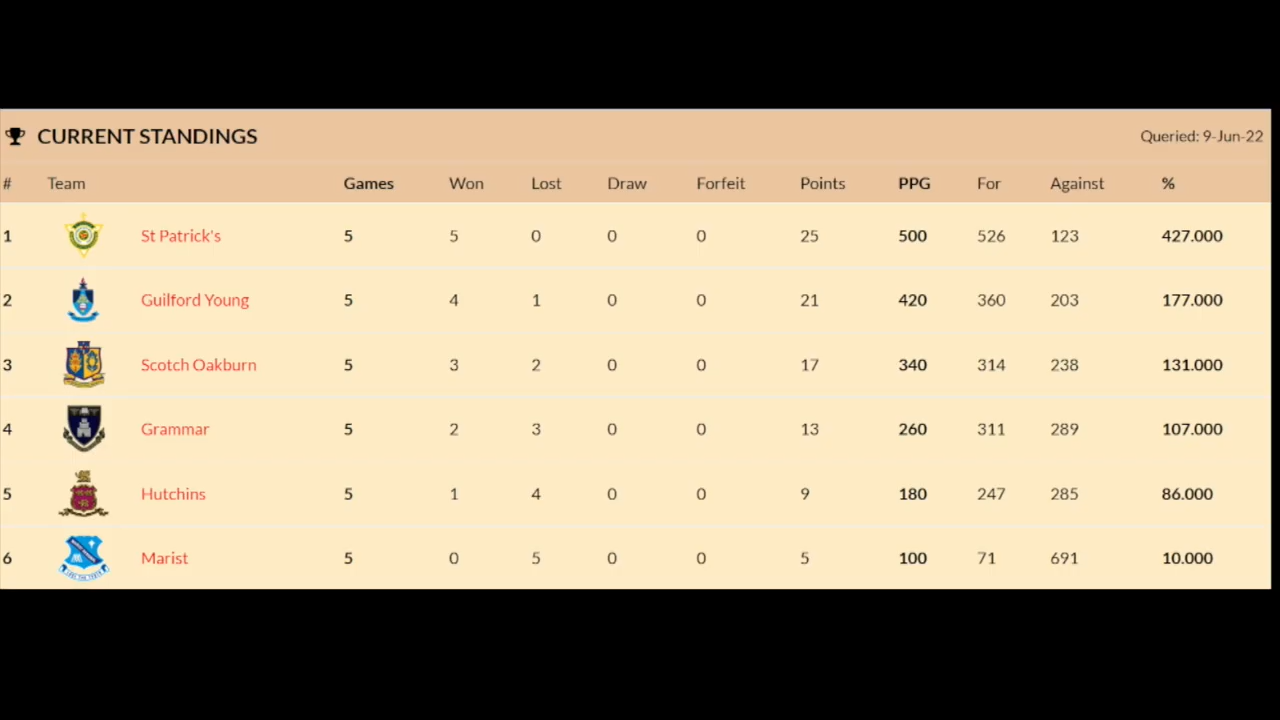 CURRENT STANDINGS Queried: 9-Jun-22
# Team Games Won Lost Draw Forfeit Points PPG For Against %
1 St Patrick's 5 5 0 0 0 25 500 526 123 427.000
2 Guilford Young 5 4 1 0 0 21 420 360 203 177.000
3 Scotch Oakburn 5 3 2 0 0 17 340 314 238 131.000
4 Grammar 5 2 3 0 0 13 260 311 289 107.000
5 Hutchins 5 1 4 0 0 9 180 247 285 86.000
6 Marist 5 0 5 0 0 5 100 71 691 10.000